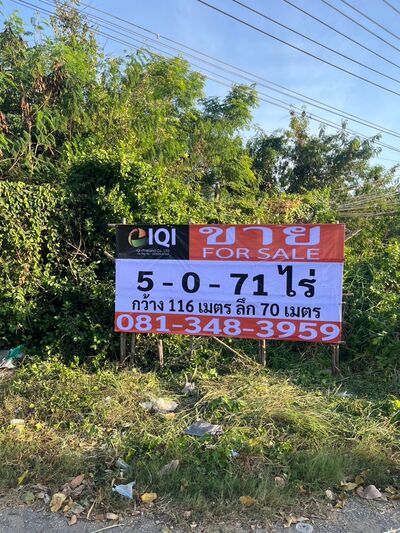 IQI
ขาย
FOR SALE
5 - 0 - 71 ไร่
กว้าง 116 เมตร ลึก 70 เมตร
081-348-3959